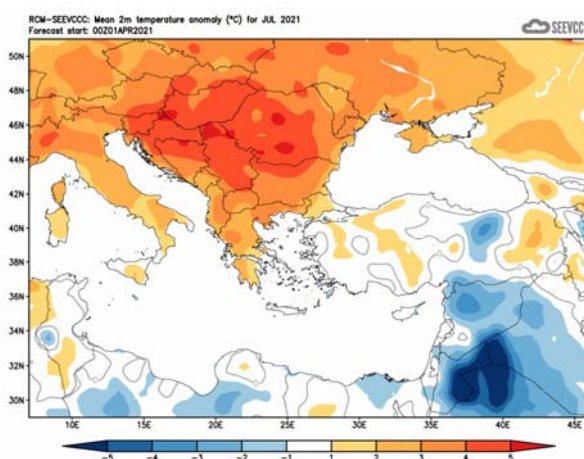 RCM-SEEVCCC: Mean 2m temperature anomaly (°C) for JUL 2021
Forecast start: 00Z01APR2021
SEEVCC
50N
48N
46N
44N
42N
40N
38N
36N
34N
32N
30N
10E 15E 20E 25E 30E 35E 40E 45E
-5 -4 -3 -2 -1 1 2 3 4 5